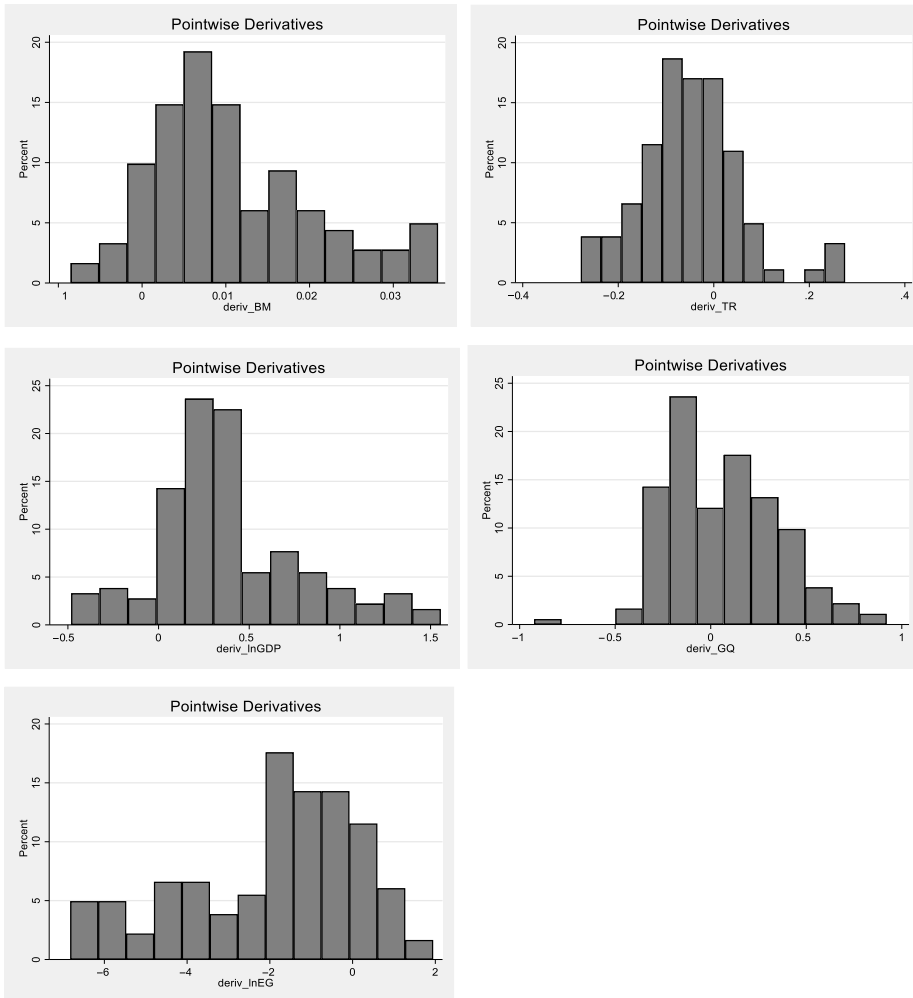 Pointwise Derivatives
20
15
10
5
0
Percent
1 0 0.01 0.02 0.03
deriv_BM
Pointwise Derivatives
20
15
10
5
0
Percent
−0.4 −0.2 0 .2 .4
deriv_TR
Pointwise Derivatives
25
20
15
10
5
0
Percent
−0.5 0 0.5 1 1.5
deriv_lnGDP
Pointwise Derivatives
25
20
15
10
5
0
Percent
−1 −0.5 0 0.5 1
deriv_GQ
Pointwise Derivatives
20
15
10
5
0
Percent
−6 −4 −2 0 2
deriv_lnEG